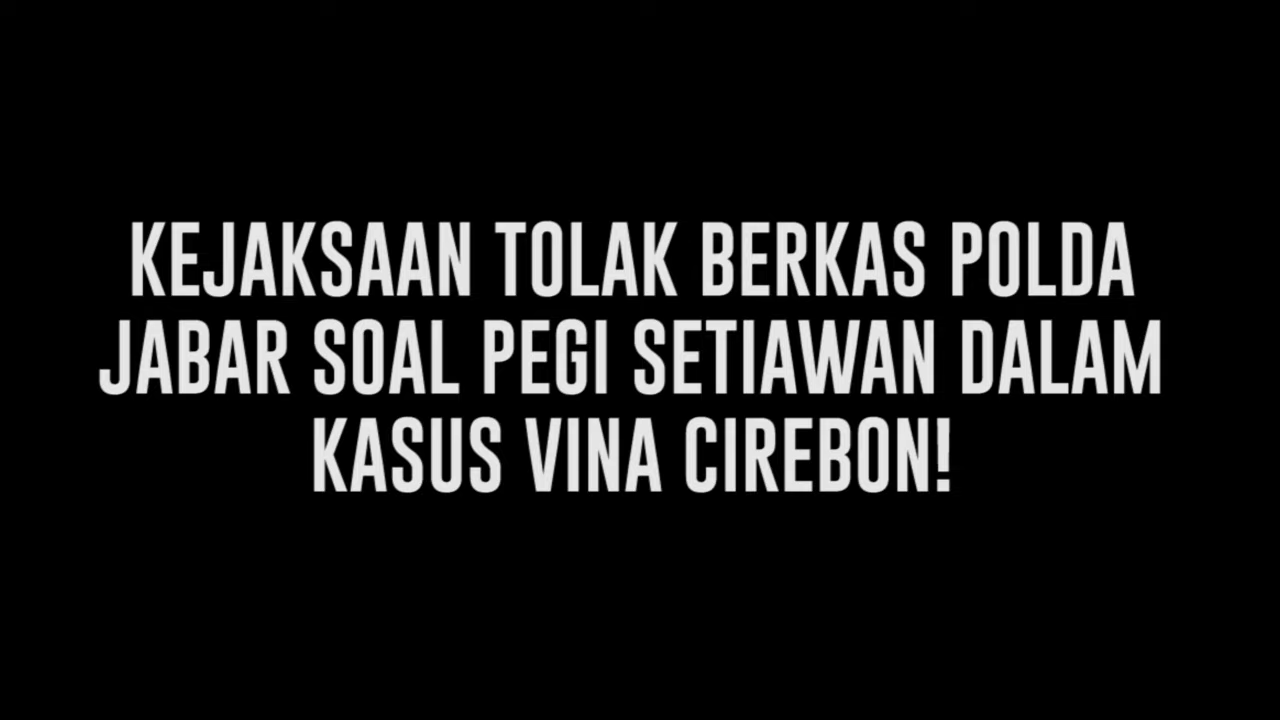 KEJAKSAAN TOLAK BERKAS POLDA
JABAR SOAL PEGI SETIAWAN DALAM
KASUS VINA CIREBON!